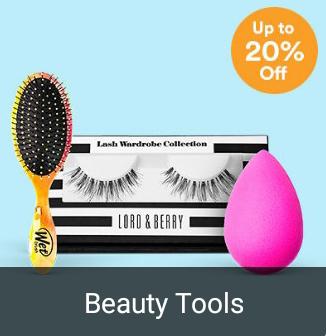 Up to
20%
Off
Lash Wardrobe Collection
LORD & BERRY
Wet
Beauty Tools